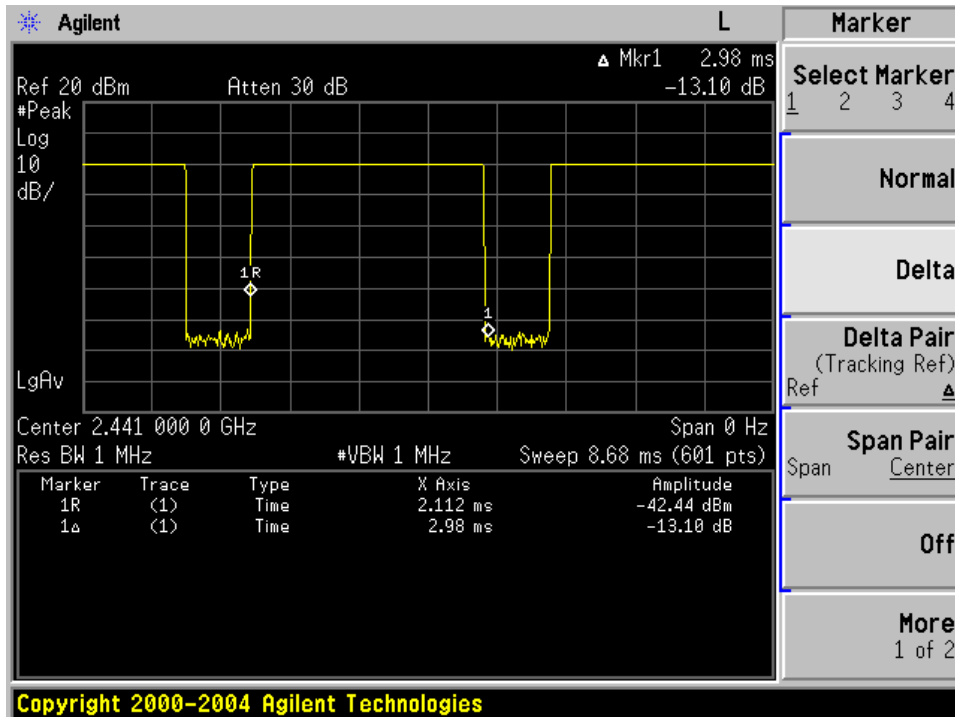 Agilent L Marker
▵ Mkr1 2.98 ms
Ref 20 dBm Atten 30 dB −13.10 dB
#Peak
Log
10
dB/
1R
1
LgAv
Center 2.441 000 0 GHz Span 0 Hz
Res BW 1 MHz #VBW 1 MHz Sweep 8.68 ms (601 pts)
Marker Trace Type X Axis Amplitude
1R (1) Time 2.112 ms −42.44 dBm
1▵ (1) Time 2.98 ms −13.10 dB
Select Marker
1 2 3 4
Normal
Delta
Delta Pair
(Tracking Ref)
Ref ▵
Span Pair
Span Center
Off
More
1 of 2
Copyright 2000–2004 Agilent Technologies